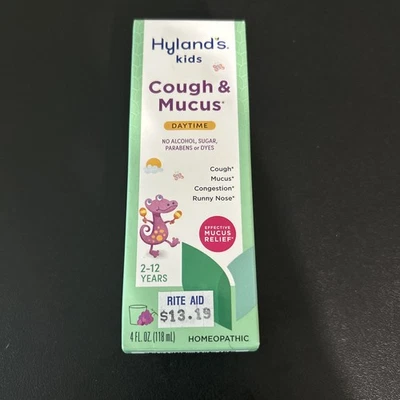 Hyland's.
kids
Cough &
Mucus*
DAYTIME
NO ALCOHOL, SUGAR,
PARABENS or DYES
Cough*
Mucus*
Congestion*
Runny Nose*
EFFECTIVE
MUCUS
RELIEF*
2-12
YEARS
RITE AID
$13.19
4 FL. OZ. (118 mL)
HOMEOPATHIC